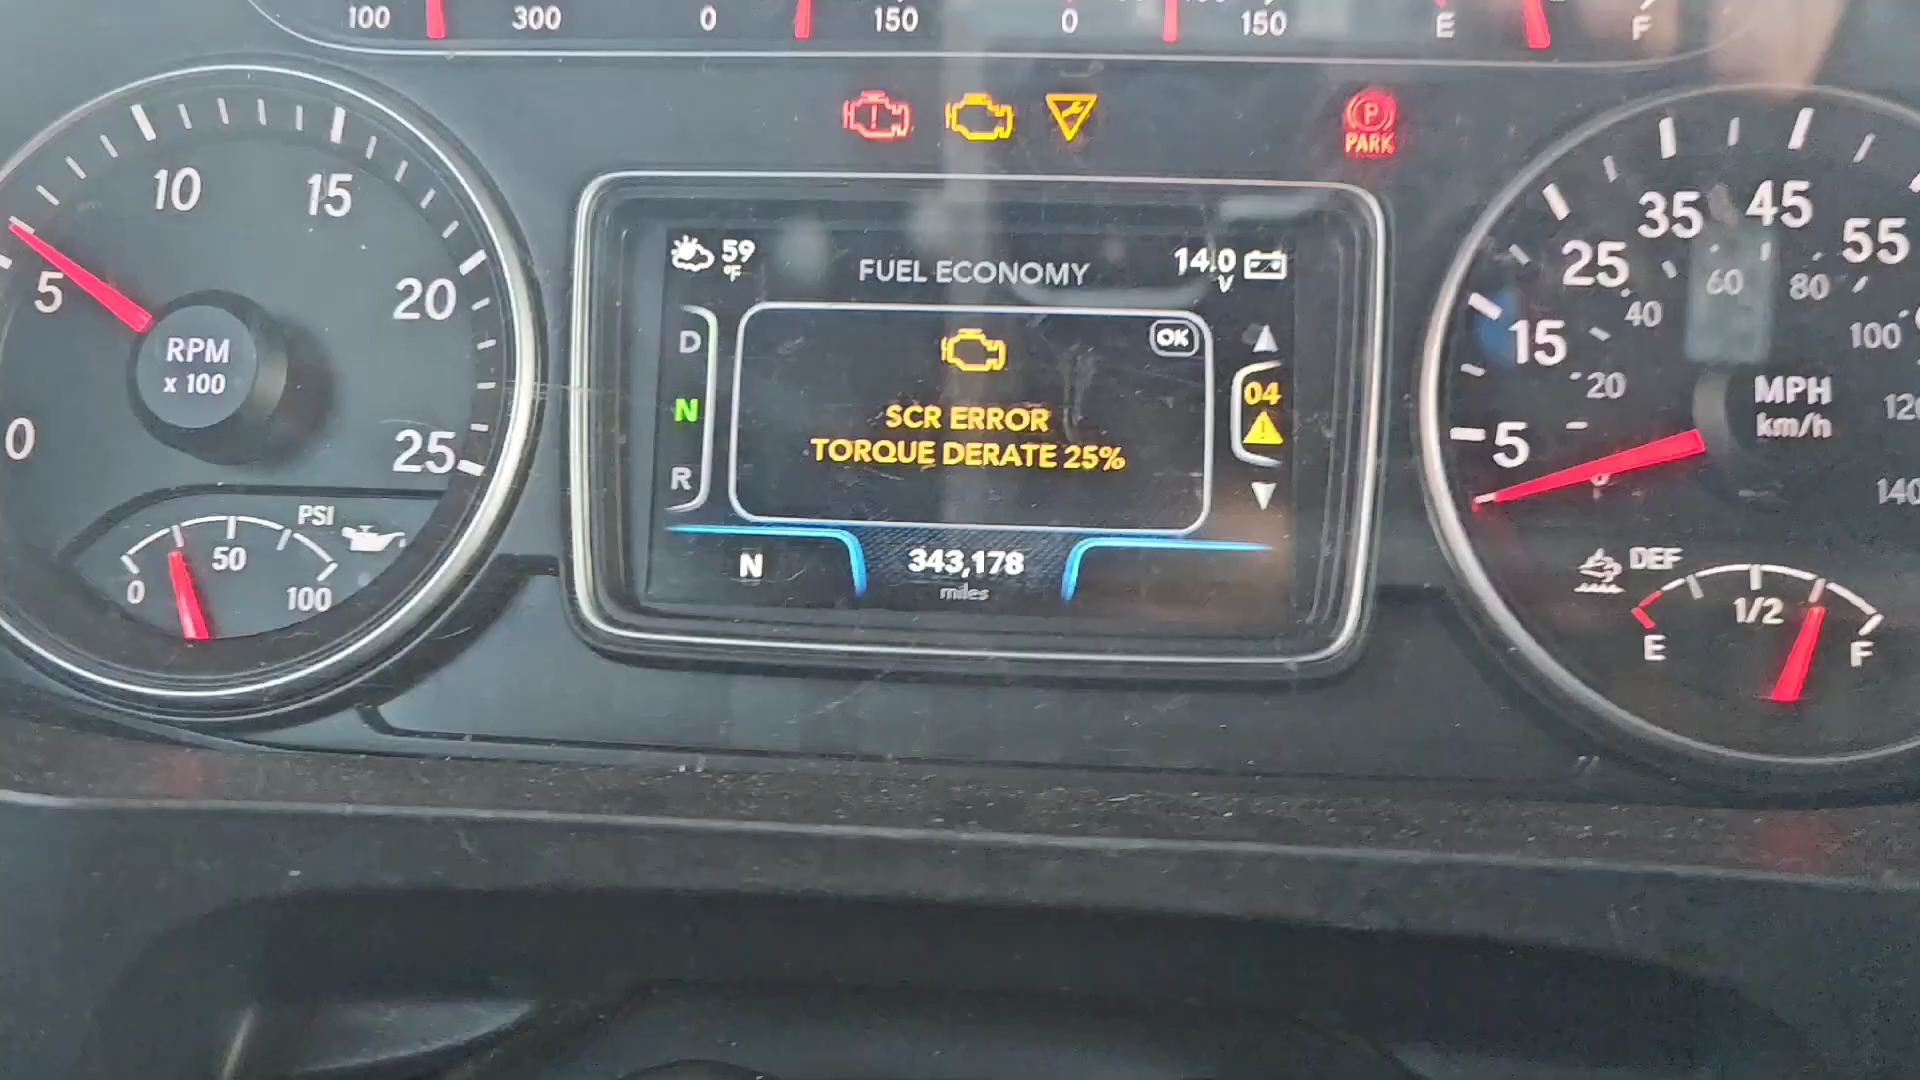 100 300 0 150 0 150 E F
P
PARK
5 10 15 20 25 0
RPM
x 100
PSI
0 50 100
59
°F
FUEL ECONOMY
14.0
V
D
N
R
OK
SCR ERROR
TORQUE DERATE 25%
04
N
343,178
miles
5 15 25 35 45 55
20 40 60 80 100
140
MPH
km/h
DEF
E 1/2 F